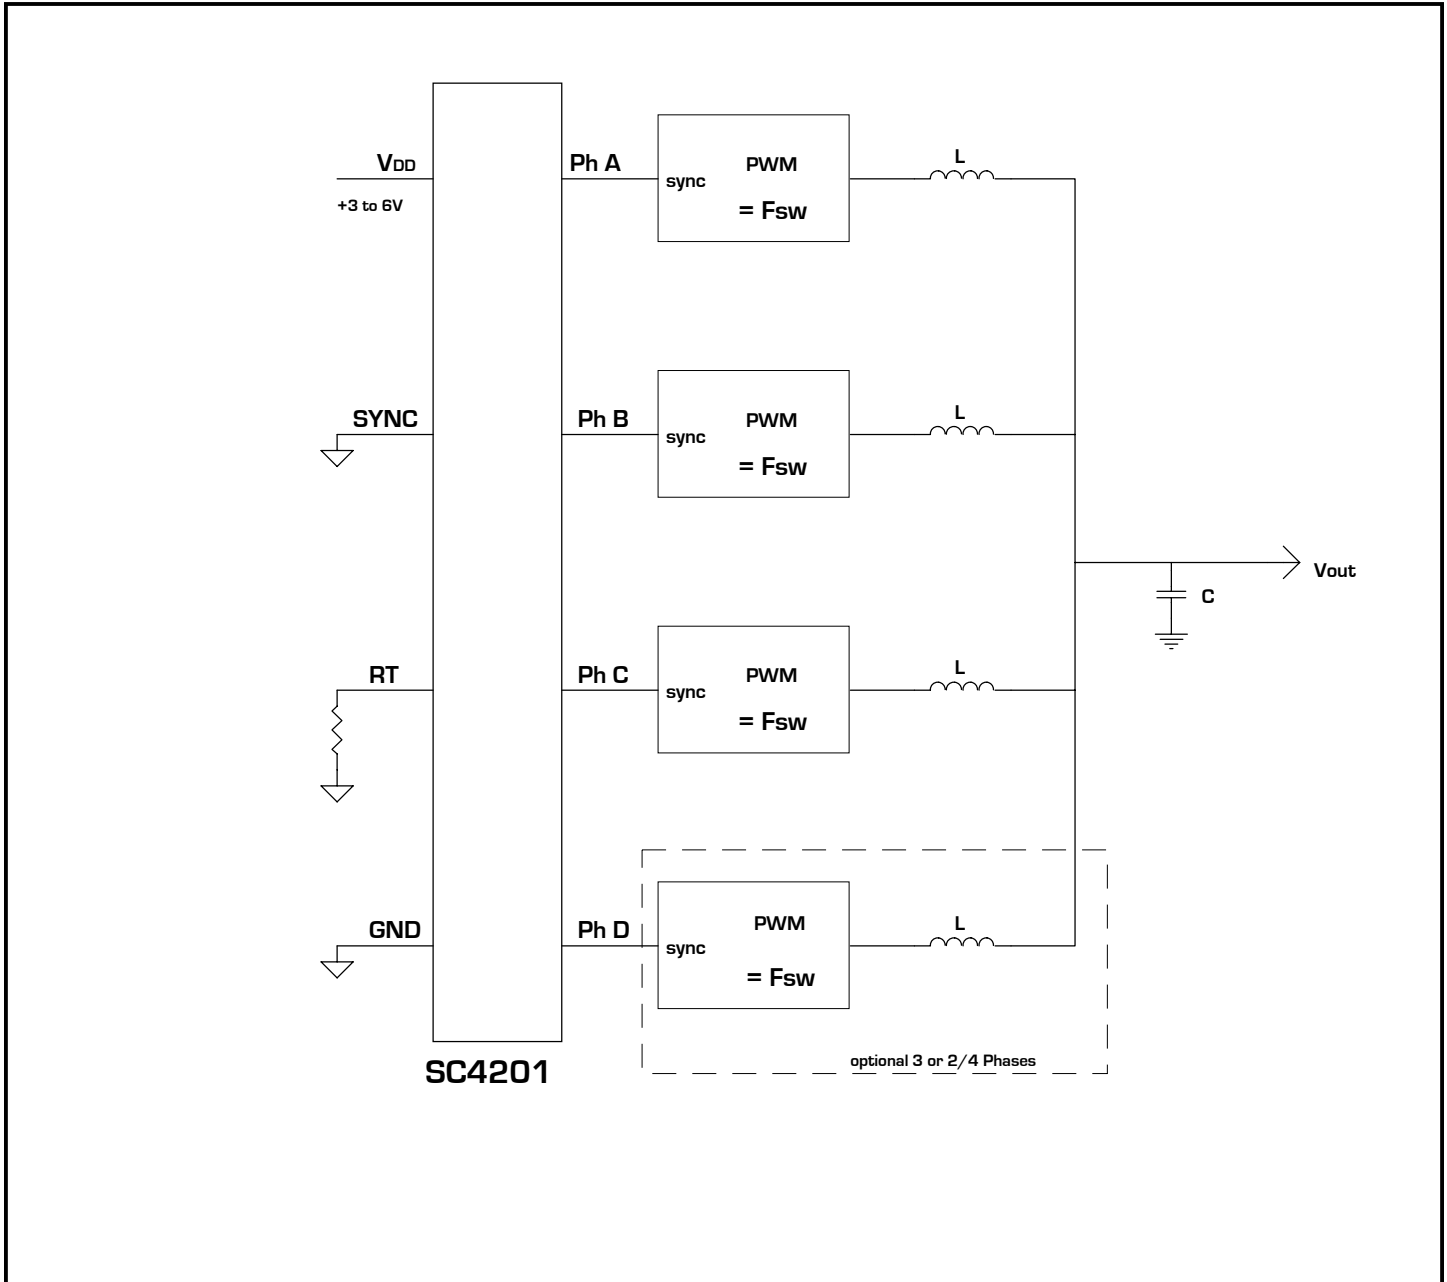 VDD
+3 to 6V
Ph A
sync
PWM
= Fsw
L
SYNC
Ph B
sync
PWM
= Fsw
L
Vout
C
RT
Ph C
sync
PWM
= Fsw
L
GND
Ph D
sync
PWM
= Fsw
L
optional 3 or 2/4 Phases
SC4201